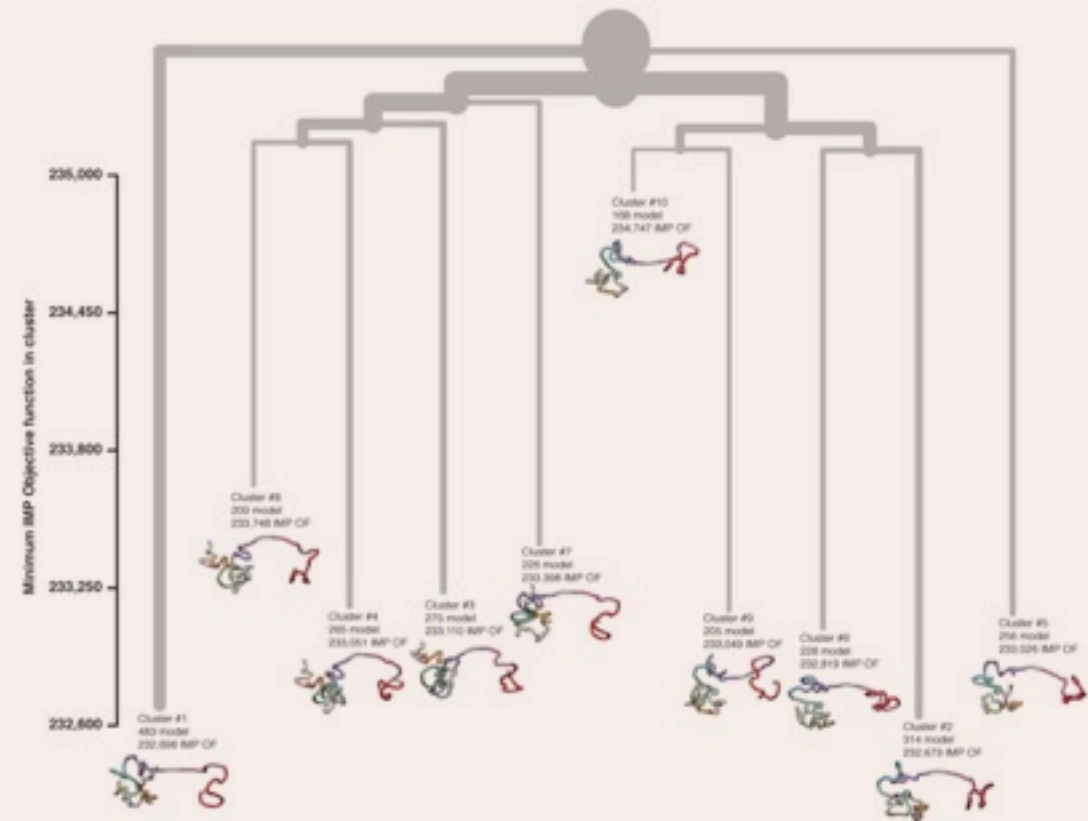 235,000
234,450
233,800
233,250
232,600
Minimum IMP Objective function in cluster
Cluster #10
168 model
234,747 IMP OF
Cluster #8
200 model
233,748 IMP OF
Cluster #7
226 model
233,398 IMP OF
Cluster #4
265 model
233,051 IMP OF
Cluster #3
275 model
233,110 IMP OF
Cluster #9
205 model
233,049 IMP OF
Cluster #6
228 model
IMP OF
Cluster #5
256 model
233,026 IMP OF
Cluster #1
483 model
IMP OF
Cluster #2
314 model
232,673 IMP OF